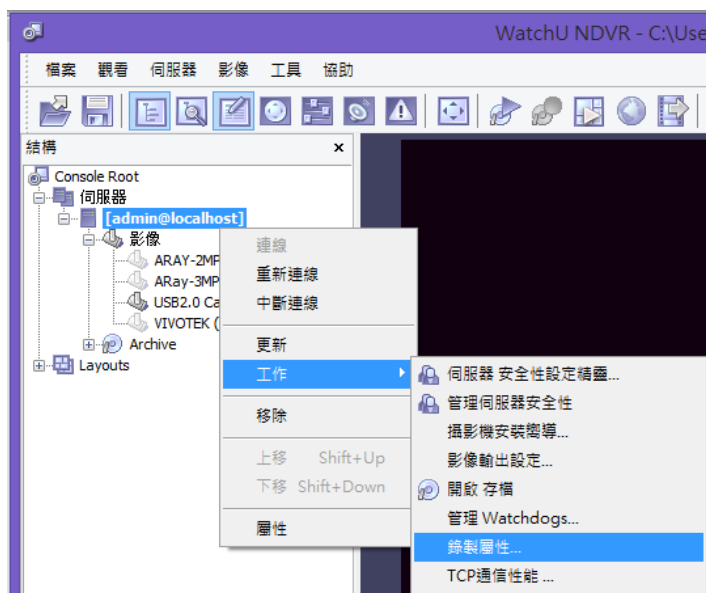 WatchU NDVR - C:\Use
檔案 觀看 伺服器 影像 工具 協助
結構
Console Root
伺服器
[admin@localhost]
影像
ARAY-2MP
ARay-3MP
USB2.0 Ca
VIVOTEK (
Archive
Layouts
連線
重新連線
中斷連線
更新
工作
移除
上移 Shift+Up
下移 Shift+Down
屬性
伺服器 安全性設定精靈...
管理伺服器安全性
攝影機安裝嚮導...
影像輸出設定...
開啟 存檔
管理 Watchdogs...
錄製屬性...
TCP通信性能 ...